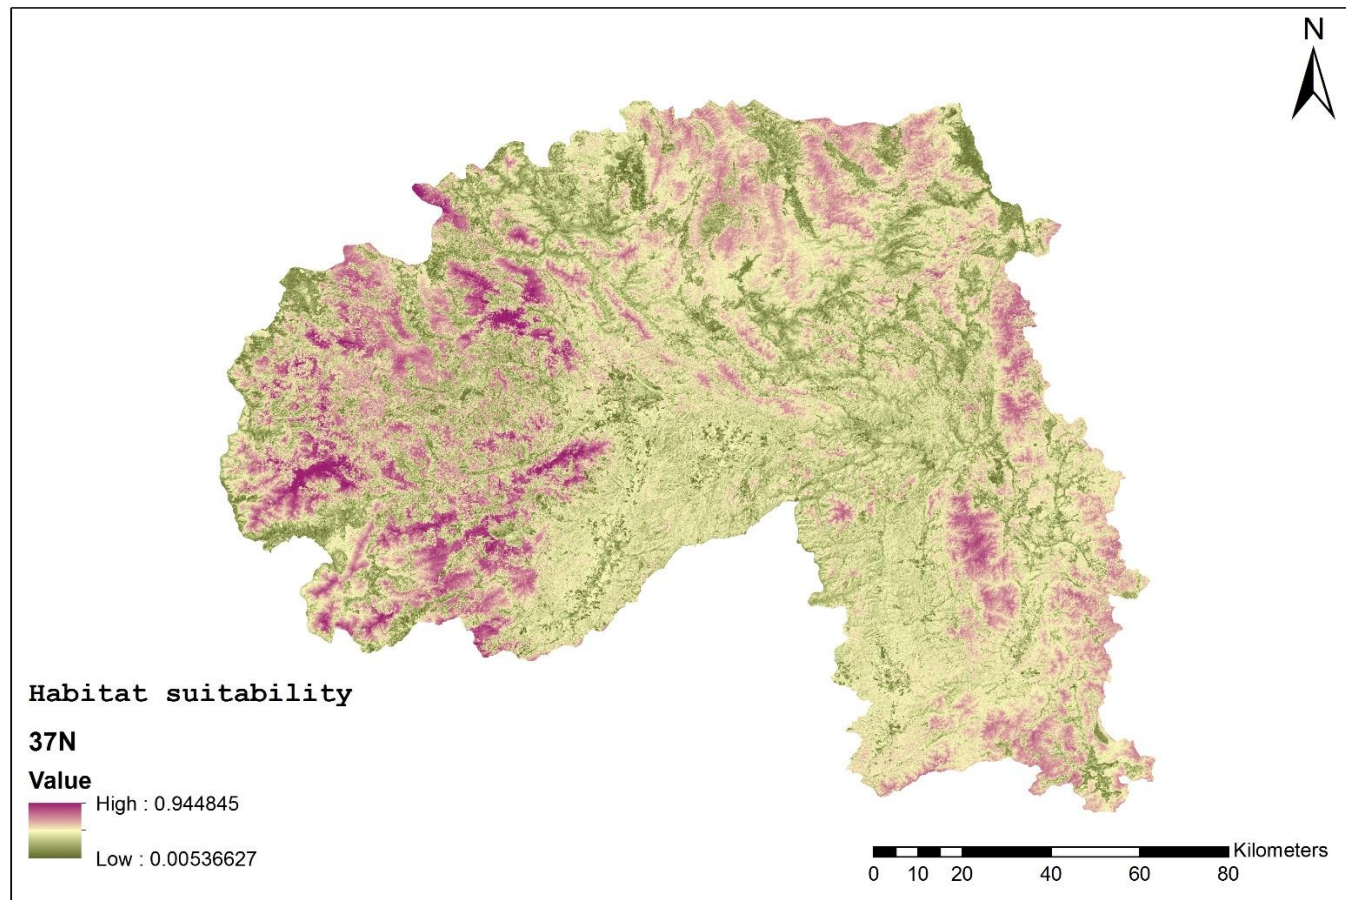 N
Habitat suitability
37N
Value
High : 0.944845
Low : 0.00536627
Kilometers
0 10 20 40 60 80